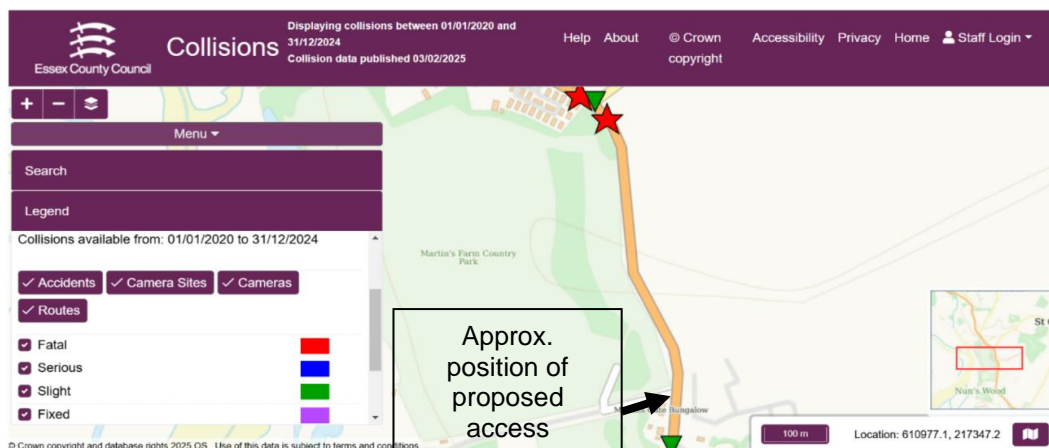 Essex County Council
Collisions
Displaying collisions between 01/01/2020 and
31/12/2024
Collision data published 03/02/2025
Help About © Crown
copyright
Accessibility Privacy Home Staff Login
+ −
Menu
Search
Legend
Collisions available from: 01/01/2020 to 31/12/2024
Accidents Camera Sites Cameras
Routes
Fatal
Serious
Slight
Fixed
© Crown copyright and database rights 2025 OS. Use of this data is subject to terms and conditions
Martin's Farm Country
Park
Approx.
position of
proposed
access
Bungalow
St
Nun's Wood
100 m
Location: 610977.1, 217347.2